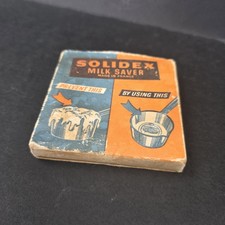 SOLIDEX
MILK SAVER
MADE IN FRANCE
PREVENT THIS
BY USING THIS